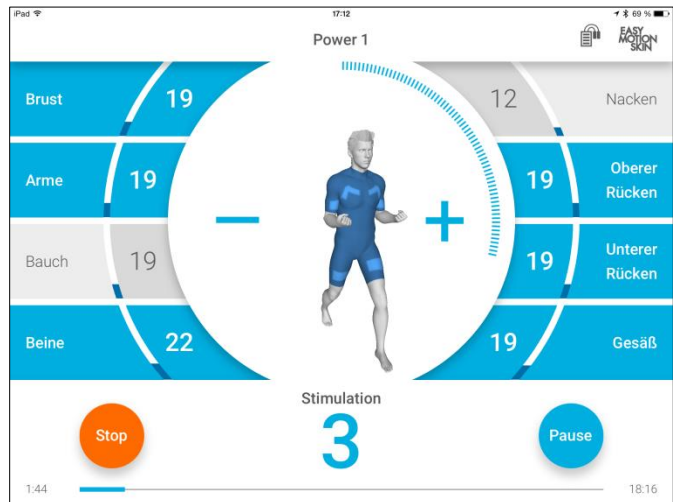 iPad 17:12 69 %
Power 1
EASY
MOTION
SKIN
Brust 19
12 Nacken
Arme 19
19 Oberer
Rücken
Bauch 19
19 Unterer
Rücken
Beine 22
19 Gesäß
− +
Stimulation
3
Stop
Pause
1:44 18:16